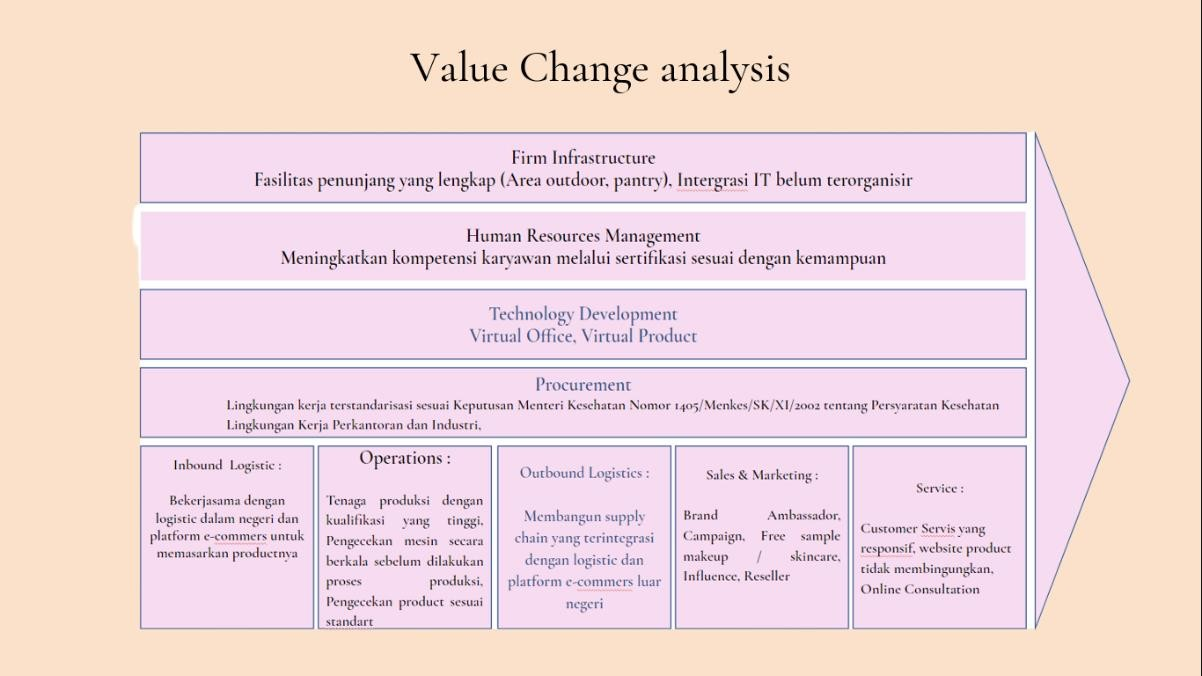 Value Change analysis
Firm Infrastructure
Fasilitas penunjang yang lengkap (Area outdoor, pantry), Intergrasi IT belum terorganisir
Human Resources Management
Meningkatkan kompetensi karyawan melalui sertifikasi sesuai dengan kemampuan
Technology Development
Virtual Office, Virtual Product
Procurement
Lingkungan kerja terstandarisasi sesuai Keputusan Menteri Kesehatan Nomor 1405/Menkes/SK/XI/2002 tentang Persyaratan Kesehatan
Lingkungan Kerja Perkantoran dan Industri,
Inbound Logistic :
Bekerjasama dengan
logistic dalam negeri dan
platform e-commers untuk
memasarkan productnya
Operations :
Tenaga produksi dengan
kualifikasi yang tinggi,
Pengecekan mesin secara
berkala sebelum dilakukan
proses produksi,
Pengecekan product sesuai
standart
Outbound Logistics :
Membangun supply
chain yang terintegrasi
dengan logistic dan
platform e-commers luar
negeri
Sales & Marketing :
Brand Ambassador,
Campaign, Free sample
makeup / skincare,
Influence, Reseller
Service :
Customer Servis yang
responsif, website product
tidak membingungkan,
Online Consultation